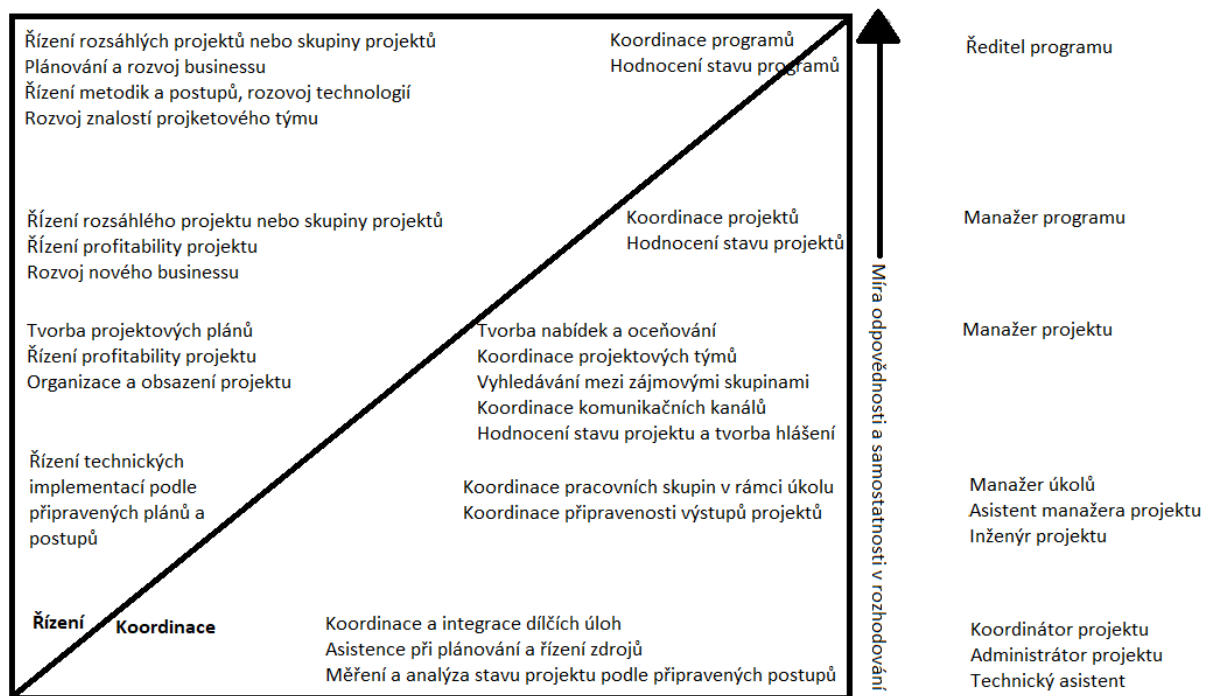 Řízení rozsáhlých projektů nebo skupiny projektů
Plánování a rozvoj businessu
Řízení metodik a postupů, rozovoj technologií
Rozvoj znalostí projketového týmu
Koordinace programů
Hodnocení stavu programů
Ředitel programu
Řĺzení rozsáhlého projektu nebo skupiny projektů
Řĺzení profitability projektu
Rozvoj nového businessu
Koordinace projektů
Hodnocení stavu projektů
Manažer programu
Tvorba projektových plánů
Řízení profitability projektu
Organizace a obsazení projektu
Tvorba nabídek a oceňování
Koordinace projektových týmů
Vyhledávání mezi zájmovými skupinami
Koordinace komunikačních kanálů
Hodnocení stavu projektu a tvorba hlášení
Manažer projektu
Řízení technických
implementací podle
připravených plánů a
postupů
Koordinace pracovních skupin v rámci úkolu
Koordinace připravenosti výstupů projektů
Manažer úkolů
Asistent manažera projektu
Inženýr projektu
Řízení
Koordinace
Koordinace a integrace dílčích úloh
Asistence při plánování a řízení zdrojů
Měření a analýza stavu projektu podle připravených postupů
Koordinátor projektu
Administrátor projektu
Technický asistent
Míra odpovědnosti a samostatnosti v rozhodování